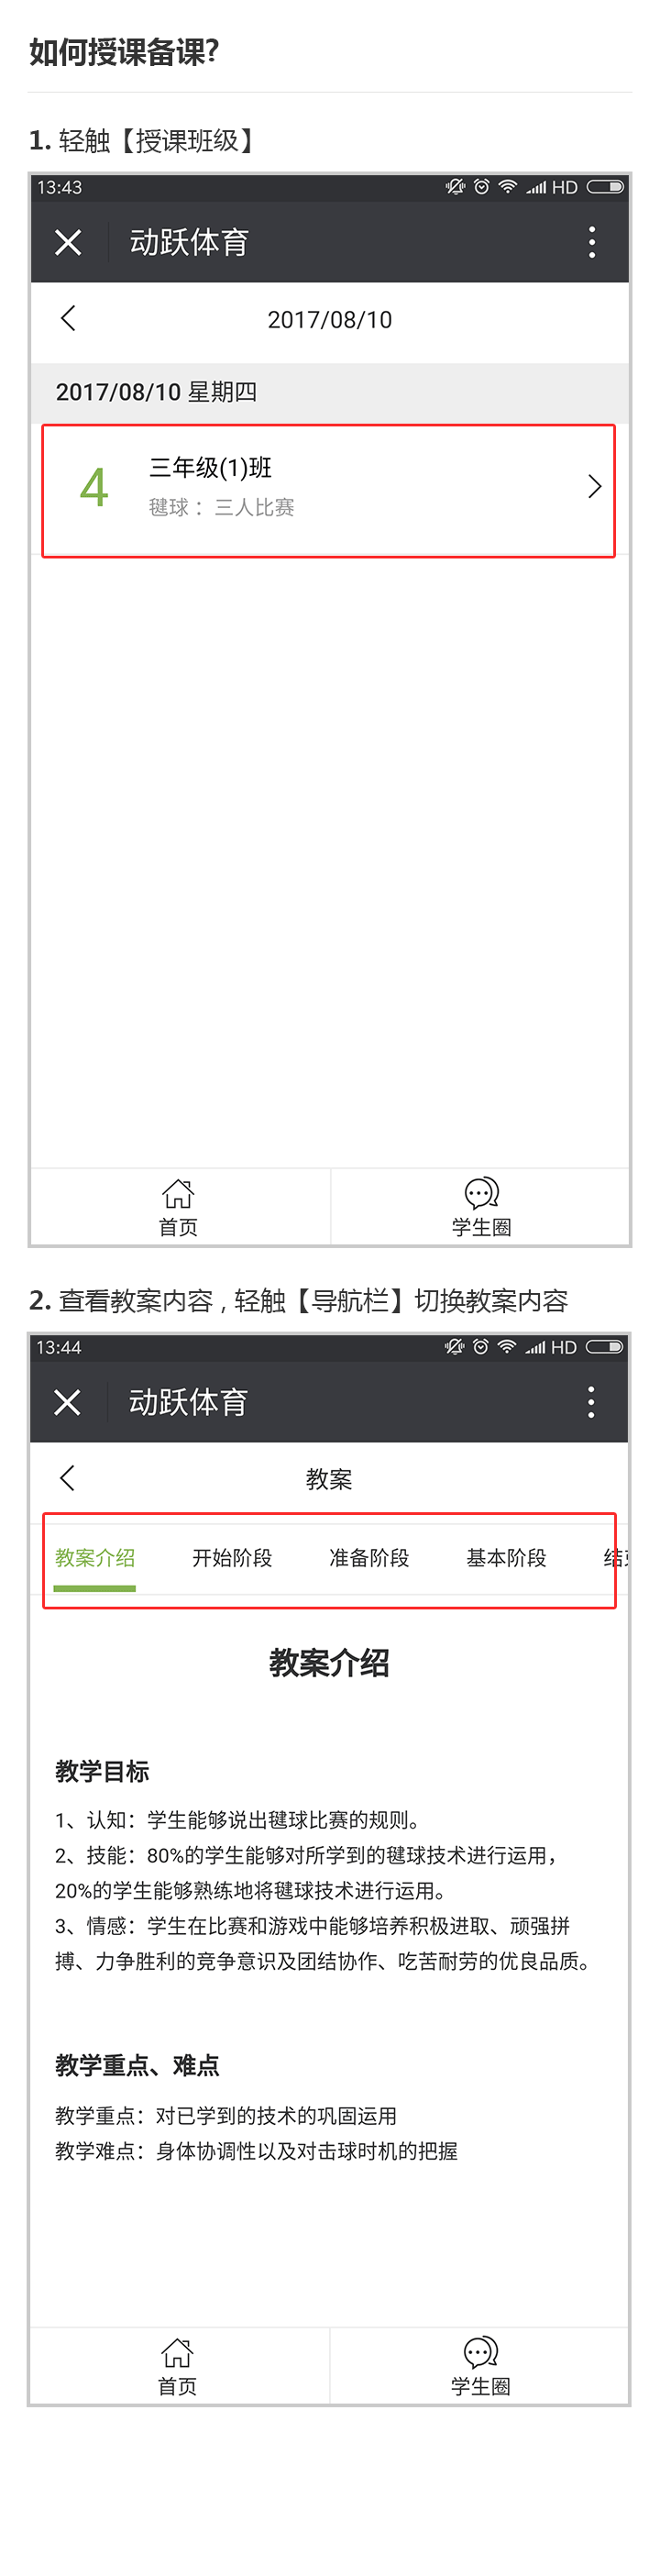 如何授课备课?
1. 轻触【授课班级】
13:43
HD
动跃体育
2017/08/10
2017/08/10 星期四
4
三年级(1)班
毽球： 三人比赛
首页
学生圈
2. 查看教案内容 , 轻触【导航栏】切换教案内容
13:44
HD
动跃体育
教案
教案介绍 开始阶段 准备阶段 基本阶段 结
教案介绍
教学目标
1、认知：学生能够说出毽球比赛的规则。
2、技能：80%的学生能够对所学到的毽球技术进行运用，
20%的学生能够熟练地将毽球技术进行运用。
3、情感：学生在比赛和游戏中能够培养积极进取、顽强拼
搏、力争胜利的竞争意识及团结协作、吃苦耐劳的优良品质。
教学重点、难点
教学重点：对已学到的技术的巩固运用
教学难点：身体协调性以及对击球时机的把握
首页
学生圈